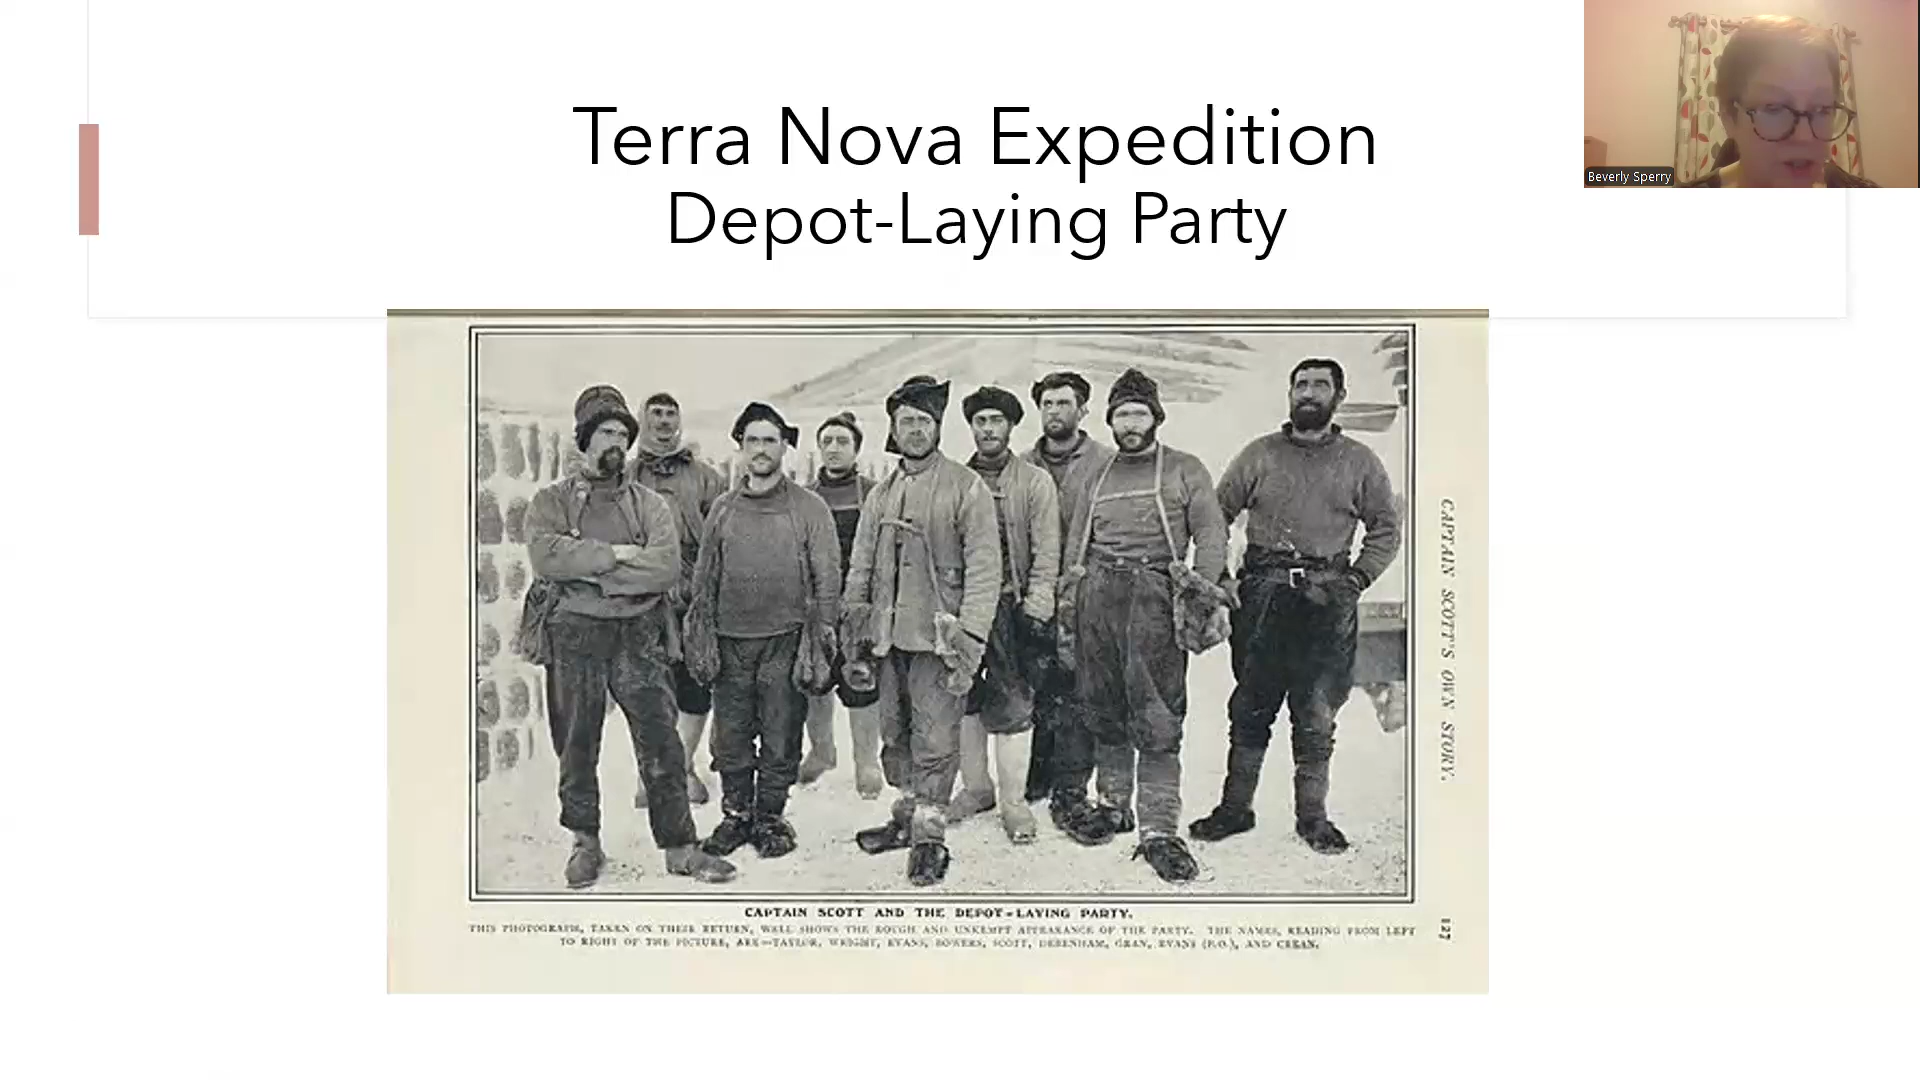 Terra Nova Expedition
Depot-Laying Party
Beverly Sperry
CAPTAIN SCOTT'S OWN STORY.
CAPTAIN SCOTT AND THE DEPOT-LAYING PARTY.
THIS PHOTOGRAPH, TAKEN ON THEIR RETURN, WELL SHOWS THE ROUGH AND UNKEMPT APPEARANCE OF THE PARTY. THE NAMES, READING FROM LEFT
TO RIGHT OF THE PICTURE, ARE—TAYLOR, WRIGHT, EVANS, BOWERS, SCOTT, DEBENHAM, GRAN, EVANS (P.O.), AND CREAN.
127